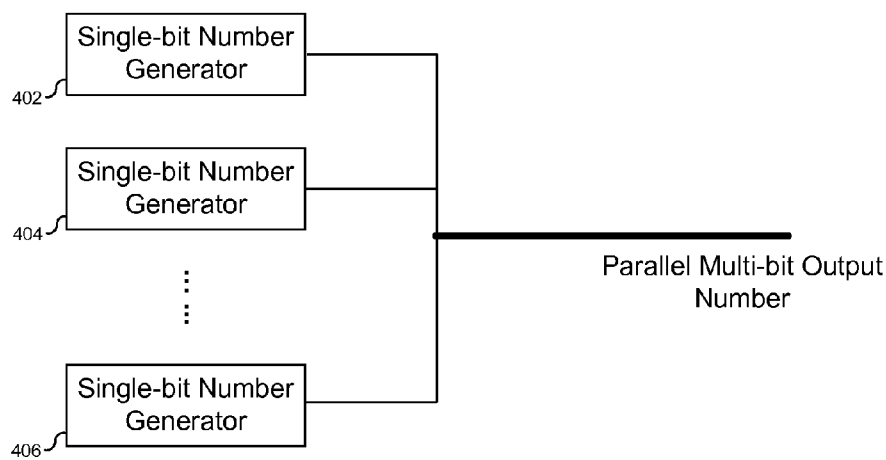 Single-bit Number
Generator
402
Single-bit Number
Generator
404
Parallel Multi-bit Output
Number
Single-bit Number
Generator
406